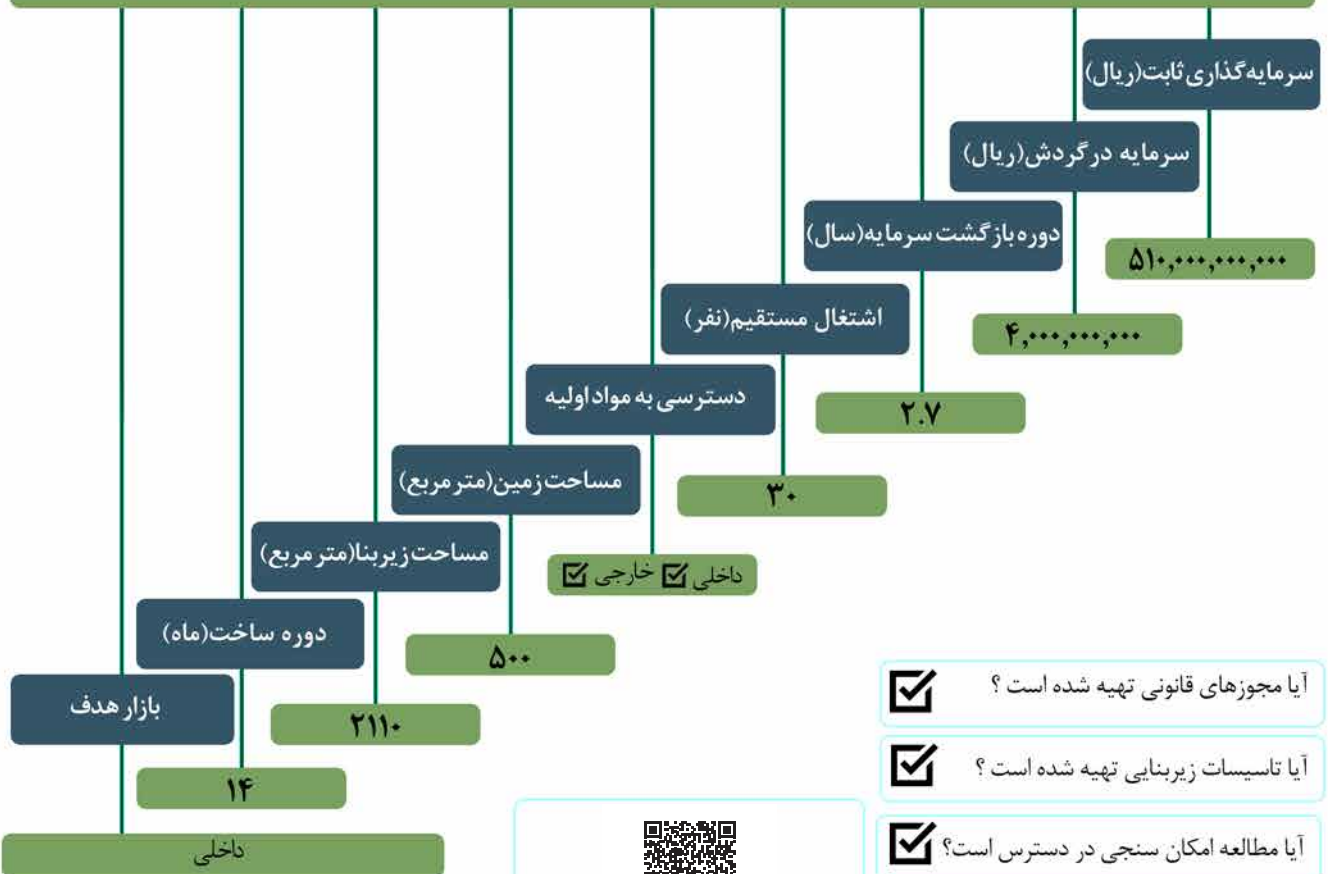 سرمایه‌گذاری ثابت(ریال)
۵۱۰,۰۰۰,۰۰۰,۰۰۰
سرمایه در گردش(ریال)
۴,۰۰۰,۰۰۰,۰۰۰
دوره بازگشت سرمایه(سال)
۲.۷
اشتغال مستقیم(نفر)
۳۰
دسترسی به مواد اولیه
داخلی ☑ خارجی ☑
مساحت زمین(متر مربع)
۵۰۰
مساحت زیربنا(متر مربع)
۲۱۱۰
دوره ساخت(ماه)
۱۴
بازار هدف
داخلی
آیا مجوزهای قانونی تهیه شده است ؟ ☑
آیا تاسیسات زیربنایی تهیه شده است ؟ ☑
آیا مطالعه امکان سنجی در دسترس است؟ ☑